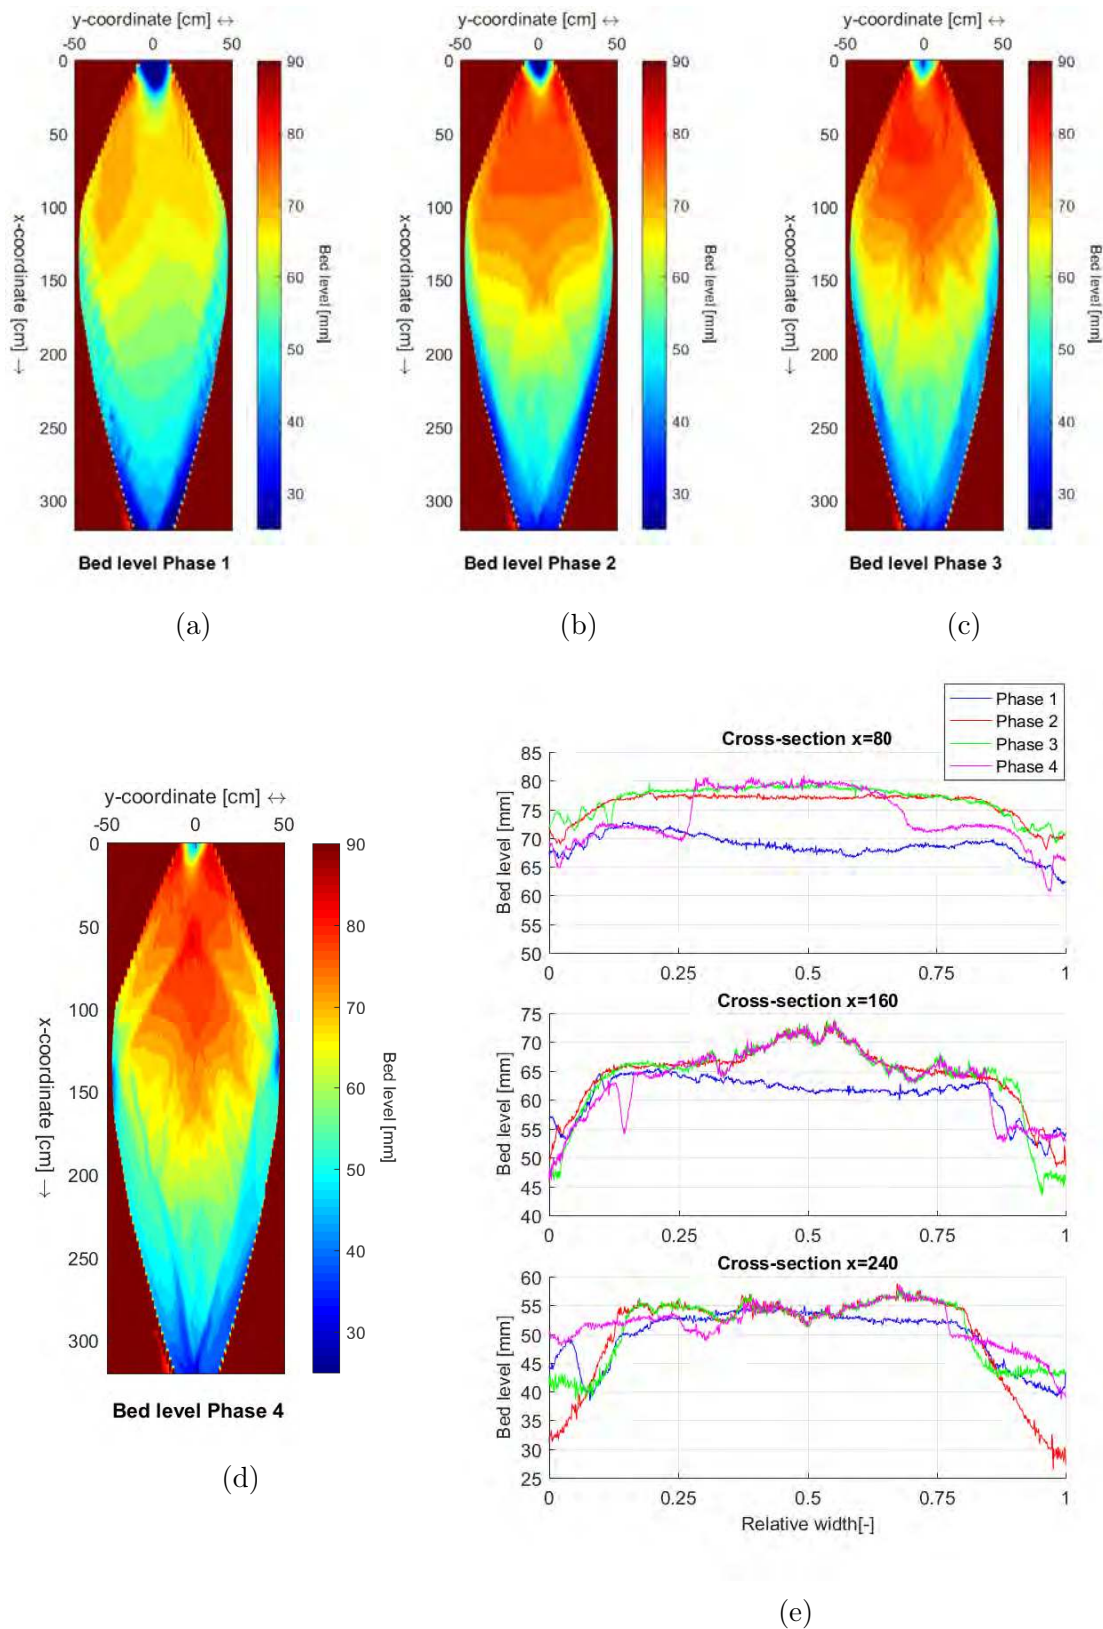 y-coordinate [cm] ↔
y-coordinate [cm] ↔
y-coordinate [cm] ↔
-50 0 50
-50 0 50
-50 0 50
0
50
100
150
200
250
300
x-coordinate [cm] →
90
80
70
60
50
40
30
Bed level [mm]
0
50
100
150
200
250
300
x-coordinate [cm] →
90
80
70
60
50
40
30
Bed level [mm]
0
50
100
150
200
250
300
x-coordinate [cm] →
90
80
70
60
50
40
30
Bed level [mm]
Bed level Phase 1
Bed level Phase 2
Bed level Phase 3
(a)
(b)
(c)
y-coordinate [cm] ↔
-50 0 50
0
50
100
150
200
250
300
x-coordinate [cm] →
90
80
70
60
50
40
30
Bed level [mm]
Bed level Phase 4
(d)
Phase 1
Phase 2
Phase 3
Phase 4
Cross-section x=80
85
80
75
70
65
60
55
50
Bed level [mm]
0 0.25 0.5 0.75 1
Cross-section x=160
75
70
65
60
55
50
45
40
Bed level [mm]
0 0.25 0.5 0.75 1
Cross-section x=240
60
55
50
45
40
35
30
25
Bed level [mm]
0 0.25 0.5 0.75 1
Relative width[-]
(e)